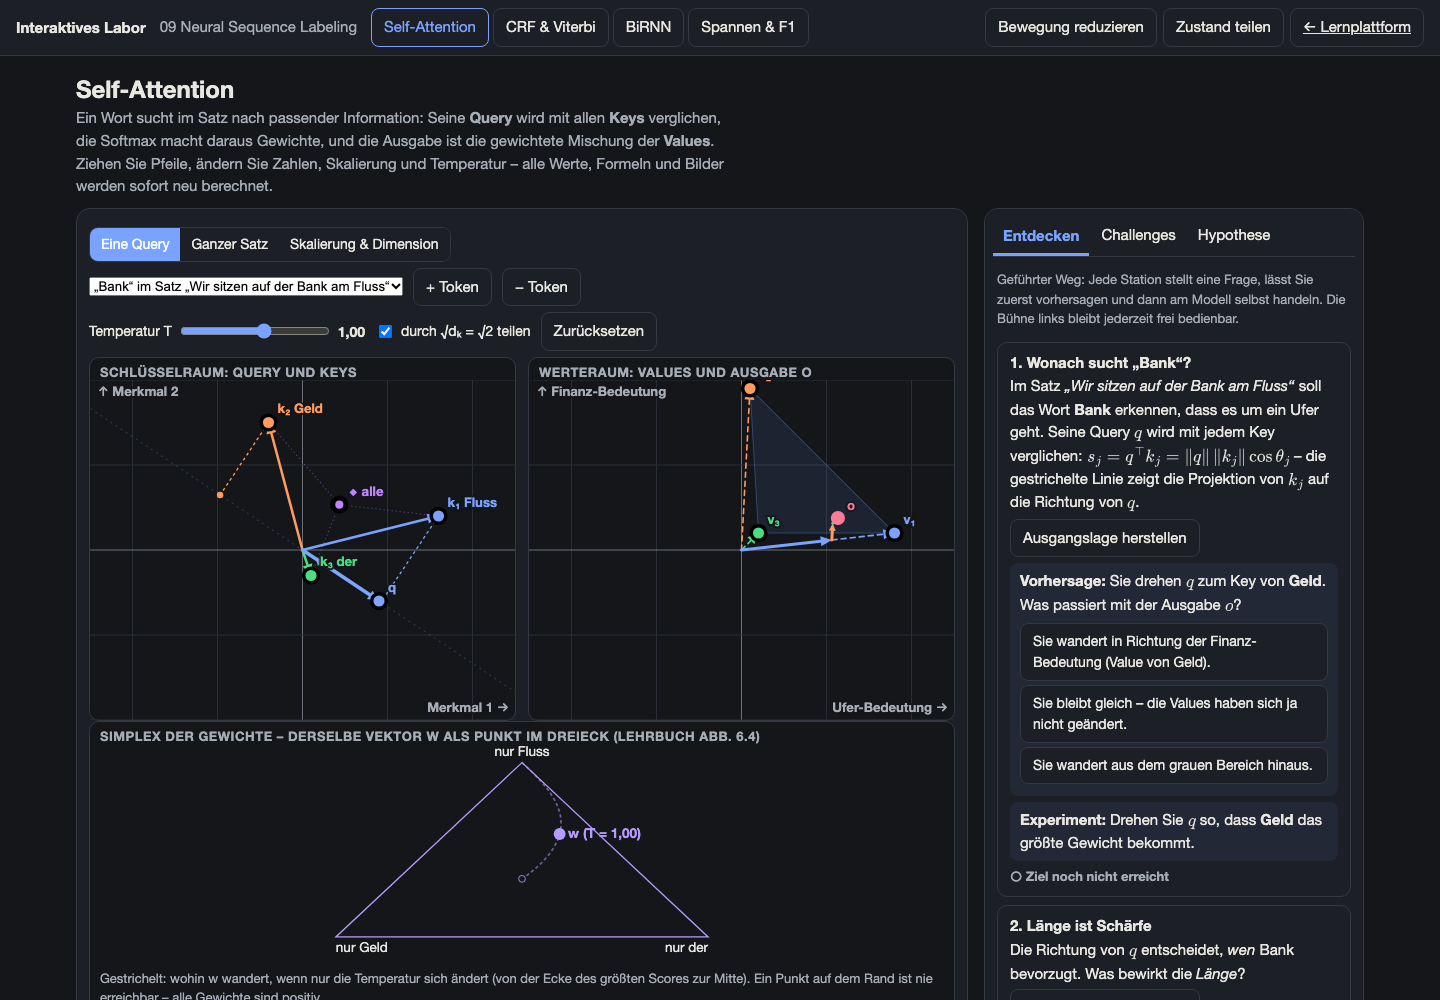 Interaktives Labor 09 Neural Sequence Labeling Self-Attention CRF & Viterbi BiRNN Spannen & F1 Bewegung reduzieren Zustand teilen ← Lernplattform
Self-Attention
Ein Wort sucht im Satz nach passender Information: Seine Query wird mit allen Keys verglichen,
die Softmax macht daraus Gewichte, und die Ausgabe ist die gewichtete Mischung der Values.
Ziehen Sie Pfeile, ändern Sie Zahlen, Skalierung und Temperatur – alle Werte, Formeln und Bilder
werden sofort neu berechnet.
Eine Query Ganzer Satz Skalierung & Dimension
„Bank“ im Satz „Wir sitzen auf der Bank am Fluss“ + Token − Token
Temperatur T 1,00 durch √dₖ = √2 teilen Zurücksetzen
SCHLÜSSELRAUM: QUERY UND KEYS
↑ Merkmal 2
k₂ Geld
◆ alle
k₁ Fluss
k₃ der
q
Merkmal 1 →
WERTERAUM: VALUES UND AUSGABE O
↑ Finanz-Bedeutung
o
v₃
v₁
Ufer-Bedeutung →
SIMPLEX DER GEWICHTE – DERSELBE VEKTOR W ALS PUNKT IM DREIECK (LEHRBUCH ABB. 6.4)
nur Fluss
w (T = 1,00)
nur Geld
nur der
Gestrichelt: wohin w wandert, wenn nur die Temperatur sich ändert (von der Ecke des größten Scores zur Mitte). Ein Punkt auf dem Rand ist nie
erreichbar – alle Gewichte sind positiv.
Entdecken Challenges Hypothese
Geführter Weg: Jede Station stellt eine Frage, lässt Sie
zuerst vorhersagen und dann am Modell selbst handeln. Die
Bühne links bleibt jederzeit frei bedienbar.
1. Wonach sucht „Bank“?
Im Satz „Wir sitzen auf der Bank am Fluss“ soll
das Wort Bank erkennen, dass es um ein Ufer
geht. Seine Query q wird mit jedem Key
verglichen: sⱼ = q⊤kⱼ = ‖q‖ ‖kⱼ‖ cos θⱼ – die
gestrichelte Linie zeigt die Projektion von kⱼ auf
die Richtung von q.
Ausgangslage herstellen
Vorhersage: Sie drehen q zum Key von Geld.
Was passiert mit der Ausgabe o?
Sie wandert in Richtung der Finanz-
Bedeutung (Value von Geld).
Sie bleibt gleich – die Values haben sich ja
nicht geändert.
Sie wandert aus dem grauen Bereich hinaus.
Experiment: Drehen Sie q so, dass Geld das
größte Gewicht bekommt.
○ Ziel noch nicht erreicht
2. Länge ist Schärfe
Die Richtung von q entscheidet, wen Bank
bevorzugt. Was bewirkt die Länge?